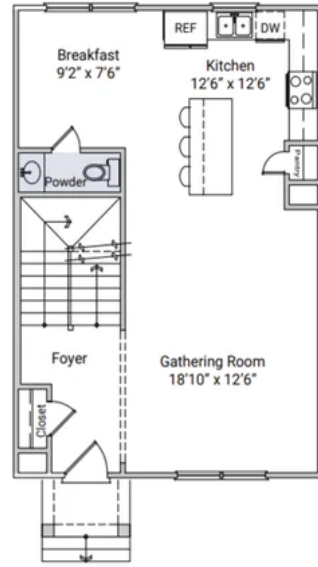 REF
DW
Breakfast
9'2" x 7'6"
Kitchen
12'6" x 12'6"
Pantry
Powder
Foyer
Gathering Room
18'10" x 12'6"
Closet